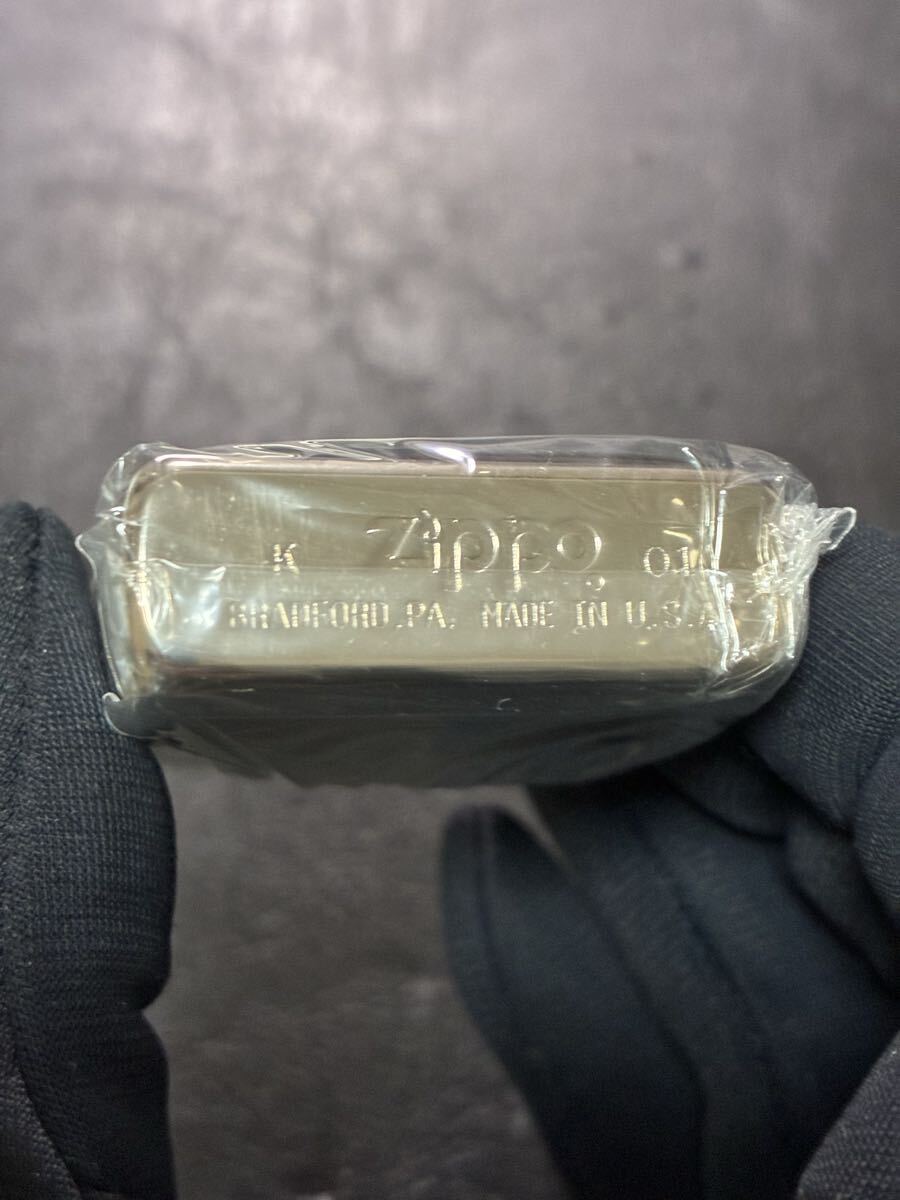 K Zippo 01
BRADFORD, PA. MADE IN U.S.A